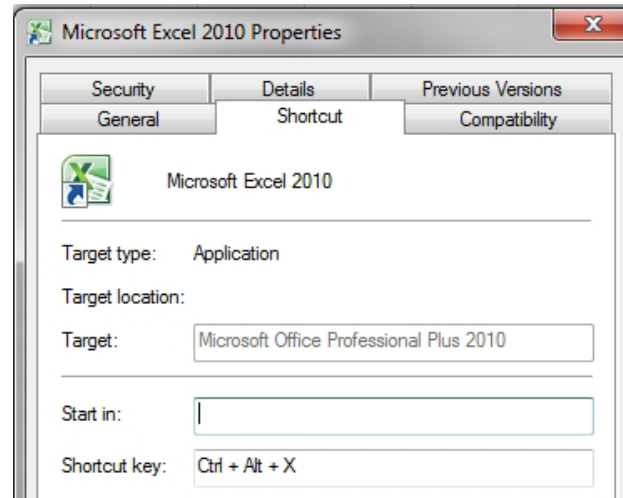 Microsoft Excel 2010 Properties
Security Details Previous Versions
General Shortcut Compatibility
Microsoft Excel 2010
Target type: Application
Target location:
Target: Microsoft Office Professional Plus 2010
Start in:
Shortcut key: Ctrl + Alt + X